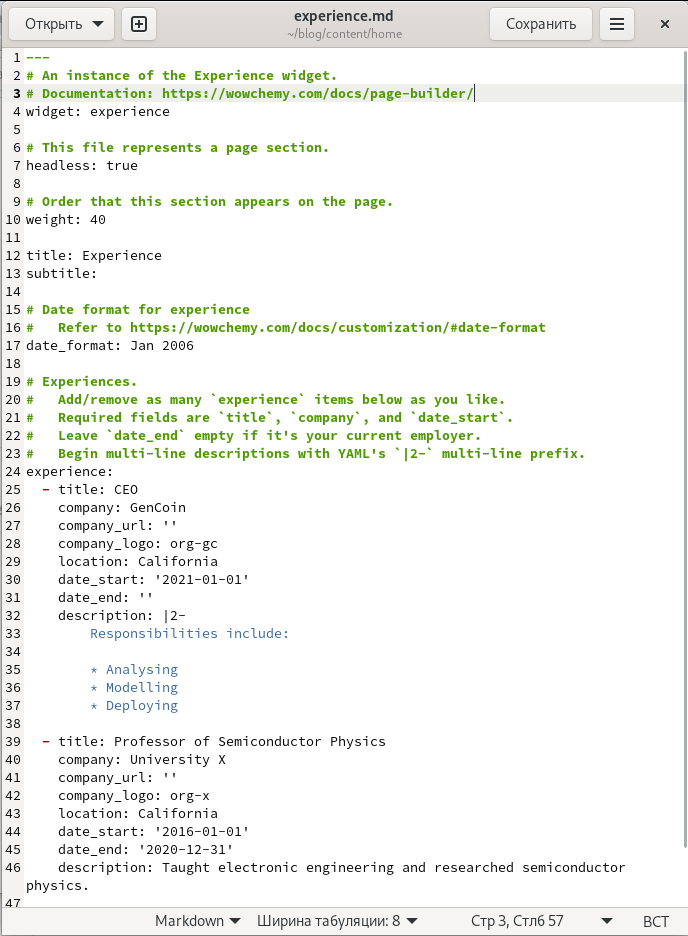 Открыть
experience.md
~/blog/content/home
Сохранить
1 ---
2 # An instance of the Experience widget.
3 # Documentation: https://wowchemy.com/docs/page-builder/
4 widget: experience
5
6 # This file represents a page section.
7 headless: true
8
9 # Order that this section appears on the page.
10 weight: 40
11
12 title: Experience
13 subtitle:
14
15 # Date format for experience
16 #   Refer to https://wowchemy.com/docs/customization/#date-format
17 date_format: Jan 2006
18
19 # Experiences.
20 #   Add/remove as many `experience` items below as you like.
21 #   Required fields are `title`, `company`, and `date_start`.
22 #   Leave `date_end` empty if it's your current employer.
23 #   Begin multi-line descriptions with YAML's `|2-` multi-line prefix.
24 experience:
25   - title: CEO
26     company: GenCoin
27     company_url: ''
28     company_logo: org-gc
29     location: California
30     date_start: '2021-01-01'
31     date_end: ''
32     description: |2-
33         Responsibilities include:
34
35         * Analysing
36         * Modelling
37         * Deploying
38
39   - title: Professor of Semiconductor Physics
40     company: University X
41     company_url: ''
42     company_logo: org-x
43     location: California
44     date_start: '2016-01-01'
45     date_end: '2020-12-31'
46     description: Taught electronic engineering and researched semiconductor
physics.
47
Markdown
Ширина табуляции: 8
Стр 3, Стлб 57
ВСТ